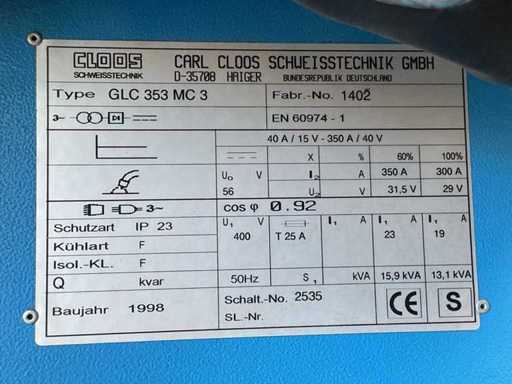 CLOOS CARL CLOOS SCHWEISSTECHNIK GMBH
SCHWEISSTECHNIK D-35708 HAIGER BUNDESREPUBLIK DEUTSCHLAND
Type GLC 353 MC 3 Fabr.-No. 1402
3~ EN 60974 - 1
40 A / 15 V - 350 A / 40 V
X % 60% 100%
U₀ V I₂ A 350 A 300 A
56 U₂ V 31,5 V 29 V
3~ cos φ 0.92
Schutzart IP 23 U₁ V I₁ A I₁ A I₁ A
Kühlart F 400 T 25 A 23 19
Isol.-KL. F
Q kvar 50Hz S₁ kVA 15,9 kVA 13,1 kVA
Baujahr 1998 Schalt.-No. 2535 CE S
SL.-Nr.